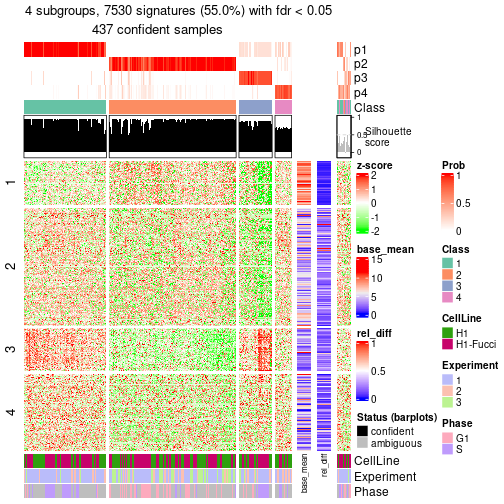 4 subgroups, 7530 signatures (55.0%) with fdr < 0.05
437 confident samples
p1
p2
p3
p4
Class
1
0.5
0
Silhouette
score
1
2
3
4
z-score
2
1
0
-1
-2
Prob
1
0.5
0
base_mean
15
10
5
0
Class
1
2
3
4
rel_diff
1
0.5
0
CellLine
H1
H1-Fucci
Experiment
1
2
3
Status (barplots)
confident
ambiguous
Phase
G1
S
base_mean
rel_diff
CellLine
Experiment
Phase